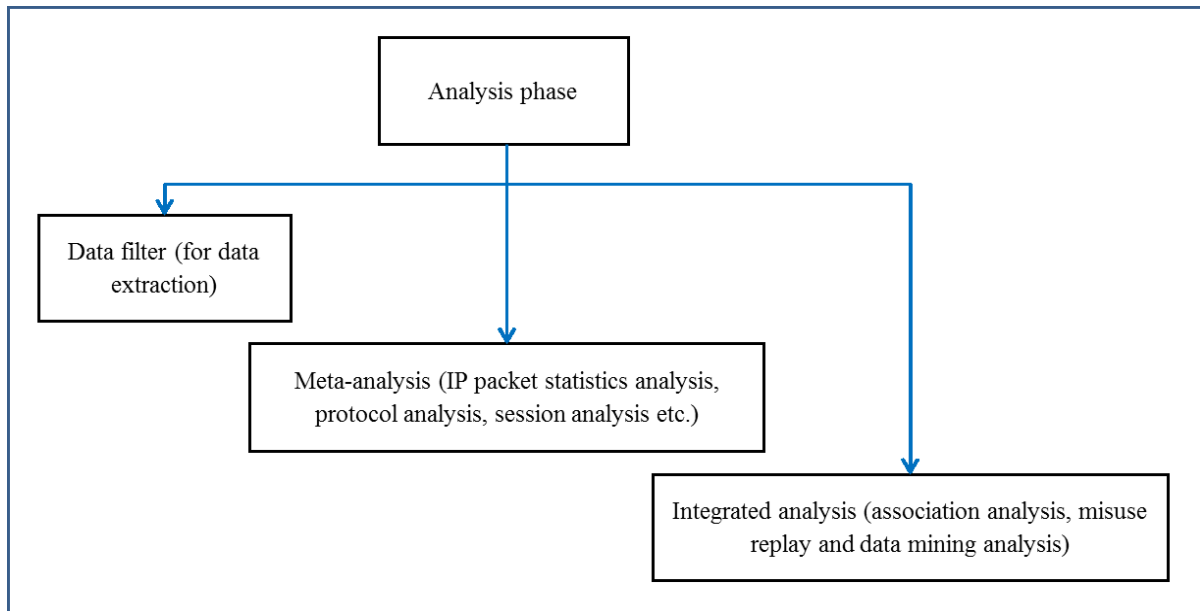 Analysis phase
Data filter (for data
extraction)
Meta-analysis (IP packet statistics analysis,
protocol analysis, session analysis etc.)
Integrated analysis (association analysis, misuse
replay and data mining analysis)